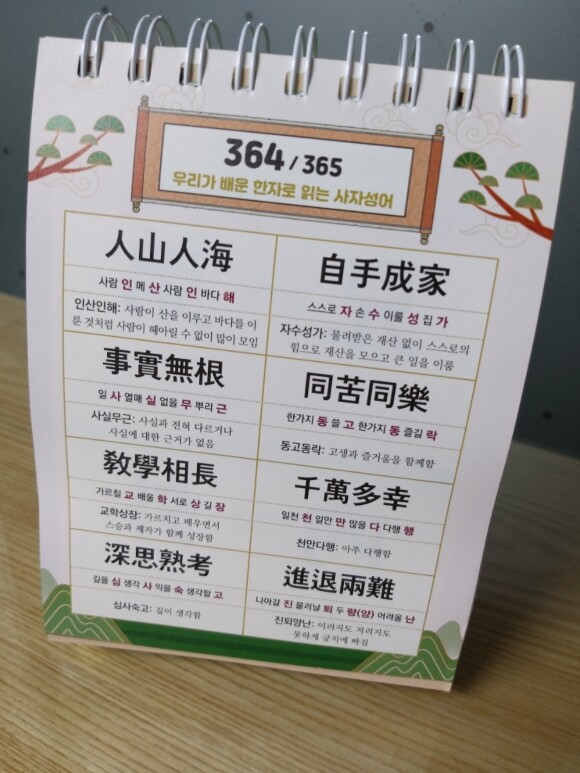 364 / 365
우리가 배운 한자로 읽는 사자성어
人山人海
사람 인 메 산 사람 인 바다 해
인산인해: 사람이 산을 이루고 바다를 이
룬 것처럼 사람이 헤아릴 수 없이 많이 모임
自手成家
스스로 자 손 수 이룰 성 집 가
자수성가: 물려받은 재산 없이 스스로의
힘으로 재산을 모으고 큰 일을 이룸
事實無根
일 사 열매 실 없을 무 뿌리 근
사실무근: 사실과 전혀 다르거나
사실에 대한 근거가 없음
同苦同樂
한가지 동 쓸 고 한가지 동 즐길 락
동고동락: 고생과 즐거움을 함께함
敎學相長
가르칠 교 배울 학 서로 상 길 장
교학상장: 가르치고 배우면서
스승과 제자가 함께 성장함
千萬多幸
일천 천 일만 만 많을 다 다행 행
천만다행: 아주 다행함
深思熟考
깊을 심 생각 사 익을 숙 생각할 고
심사숙고: 깊이 생각함
進退兩難
나아갈 진 물러날 퇴 두 량(양) 어려울 난
진퇴양난: 이러지도 저러지도
못하게 궁지에 빠짐